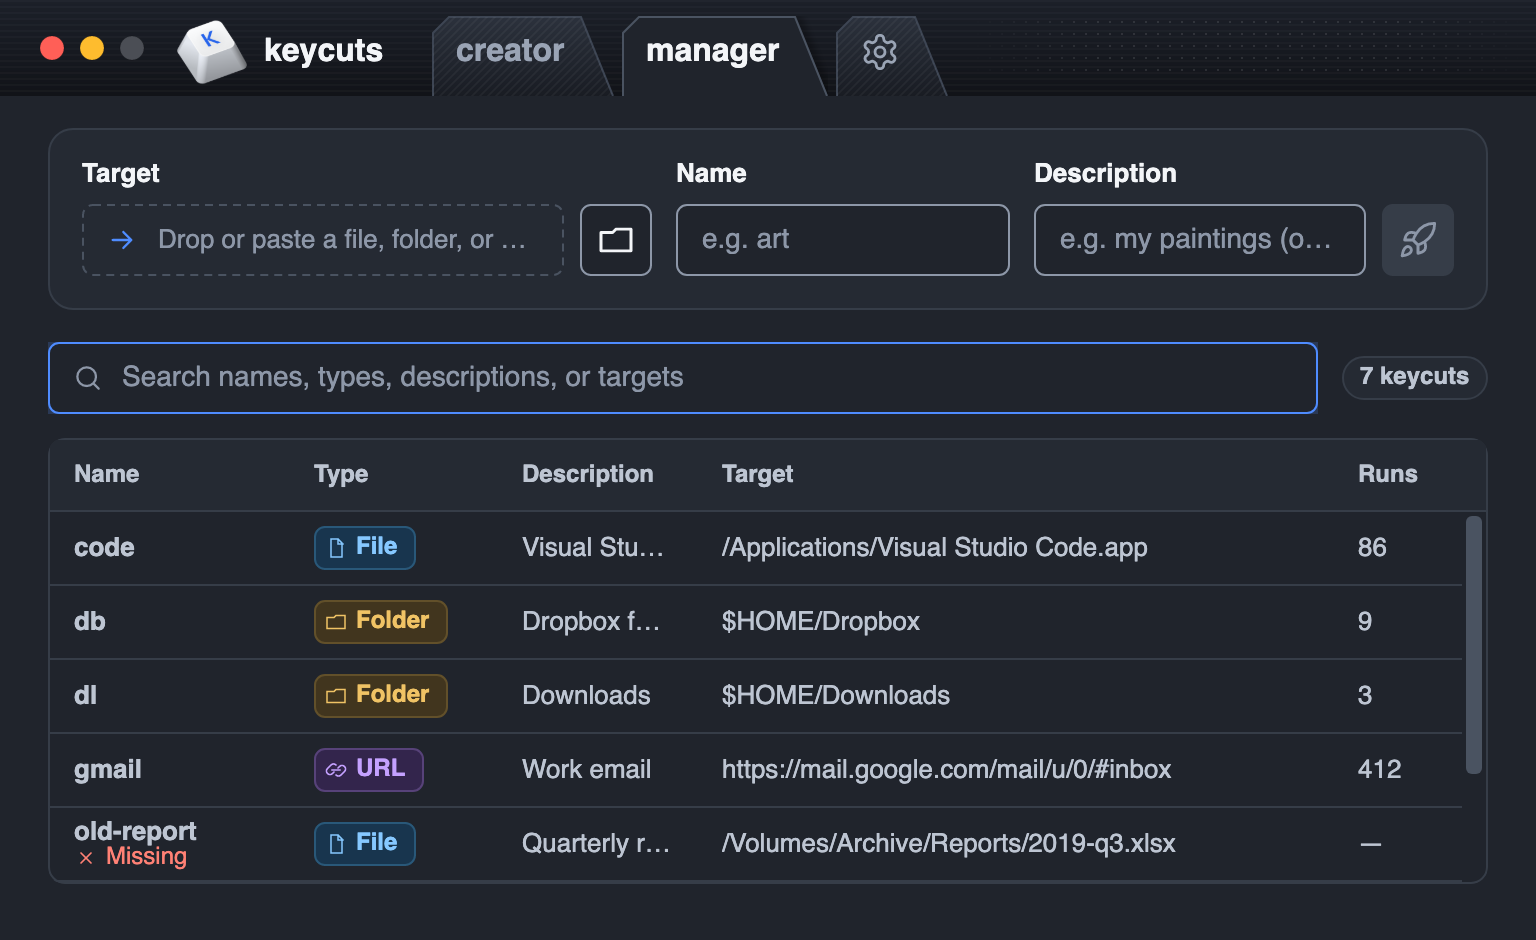 K
keycuts
creator
manager
Target
Name
Description
Drop or paste a file, folder, or …
e.g. art
e.g. my paintings (o…
Search names, types, descriptions, or targets
7 keycuts
Name Type Description Target Runs
code File Visual Stu… /Applications/Visual Studio Code.app 86
db Folder Dropbox f… $HOME/Dropbox 9
dl Folder Downloads $HOME/Downloads 3
gmail URL Work email https://mail.google.com/mail/u/0/#inbox 412
old-report File Quarterly r… /Volumes/Archive/Reports/2019-q3.xlsx —
Missing